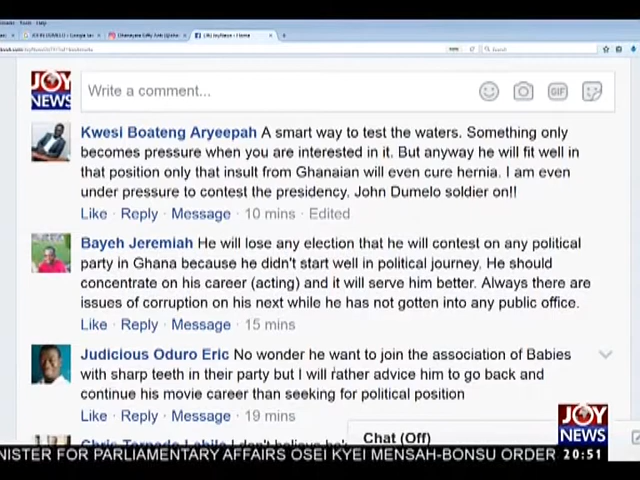 JOY NEWS
Write a comment...
GIF
Kwesi Boateng Aryeepah A smart way to test the waters. Something only
becomes pressure when you are interested in it. But anyway he will fit well in
that position only that insult from Ghanaian will even cure hernia. I am even
under pressure to contest the presidency. John Dumelo soldier on!!
Like · Reply · Message · 10 mins · Edited
Bayeh Jeremiah He will lose any election that he will contest on any political
party in Ghana because he didn't start well in political journey. He should
concentrate on his career (acting) and it will serve him better. Always there are
issues of corruption on his next while he has not gotten into any public office.
Like · Reply · Message · 15 mins
Judicious Oduro Eric No wonder he want to join the association of Babies
with sharp teeth in their party but I will rather advice him to go back and
continue his movie career than seeking for political position
Like · Reply · Message · 19 mins
Chat (Off)
JOY NEWS
NISTER FOR PARLIAMENTARY AFFAIRS OSEI KYEI MENSAH-BONSU ORDER
20:51